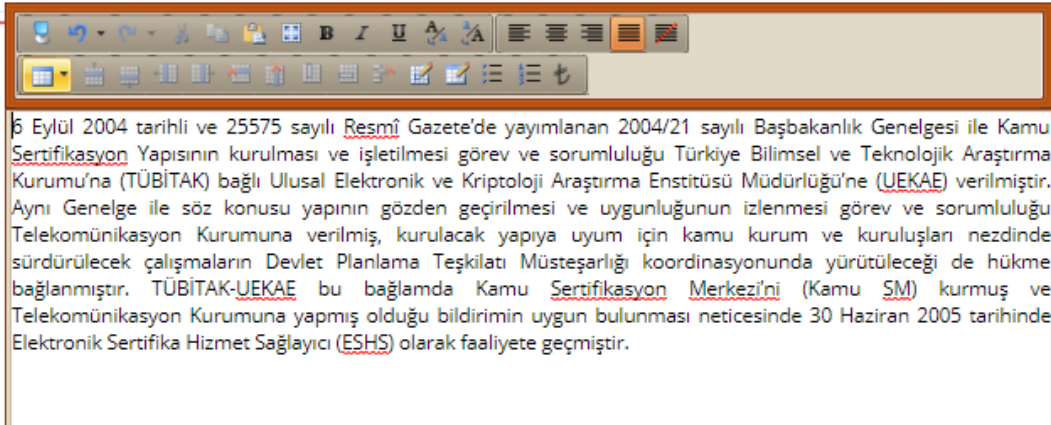 6 Eylül 2004 tarihli ve 25575 sayılı Resmî Gazete’de yayımlanan 2004/21 sayılı Başbakanlık Genelgesi ile Kamu
Sertifikasyon Yapısının kurulması ve işletilmesi görev ve sorumluluğu Türkiye Bilimsel ve Teknolojik Araştırma
Kurumu’na (TÜBİTAK) bağlı Ulusal Elektronik ve Kriptoloji Araştırma Enstitüsü Müdürlüğü’ne (UEKAE) verilmiştir.
Aynı Genelge ile söz konusu yapının gözden geçirilmesi ve uygunluğunun izlenmesi görev ve sorumluluğu
Telekomünikasyon Kurumuna verilmiş, kurulacak yapıya uyum için kamu kurum ve kuruluşları nezdinde
sürdürülecek çalışmaların Devlet Planlama Teşkilatı Müsteşarlığı koordinasyonunda yürütüleceği de hükme
bağlanmıştır. TÜBİTAK-UEKAE bu bağlamda Kamu Sertifikasyon Merkezi’ni (Kamu SM) kurmuş ve
Telekomünikasyon Kurumuna yapmış olduğu bildirimin uygun bulunması neticesinde 30 Haziran 2005 tarihinde
Elektronik Sertifika Hizmet Sağlayıcı (ESHS) olarak faaliyete geçmiştir.